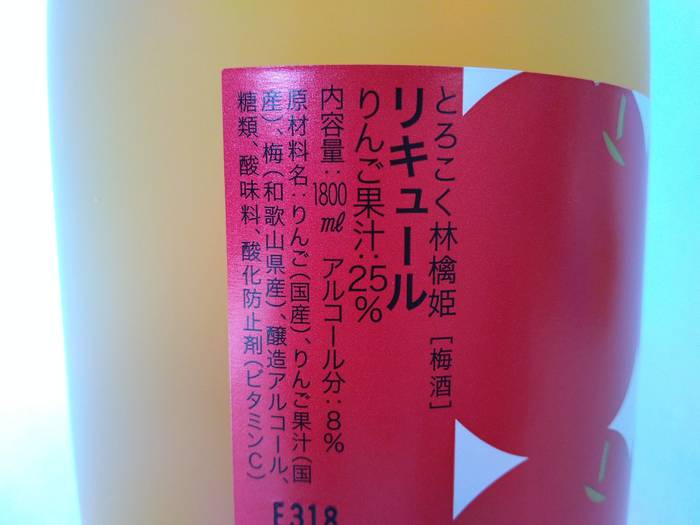 とろこく林檎姫［梅酒］
リキュール
りんご果汁：25%
内容量：1800㎖ アルコール分：8%
原材料名：りんご（国産）、りんご果汁（国
産）、梅（和歌山県産）、醸造アルコール、
糖類、酸味料、酸化防止剤（ビタミンC）
F318